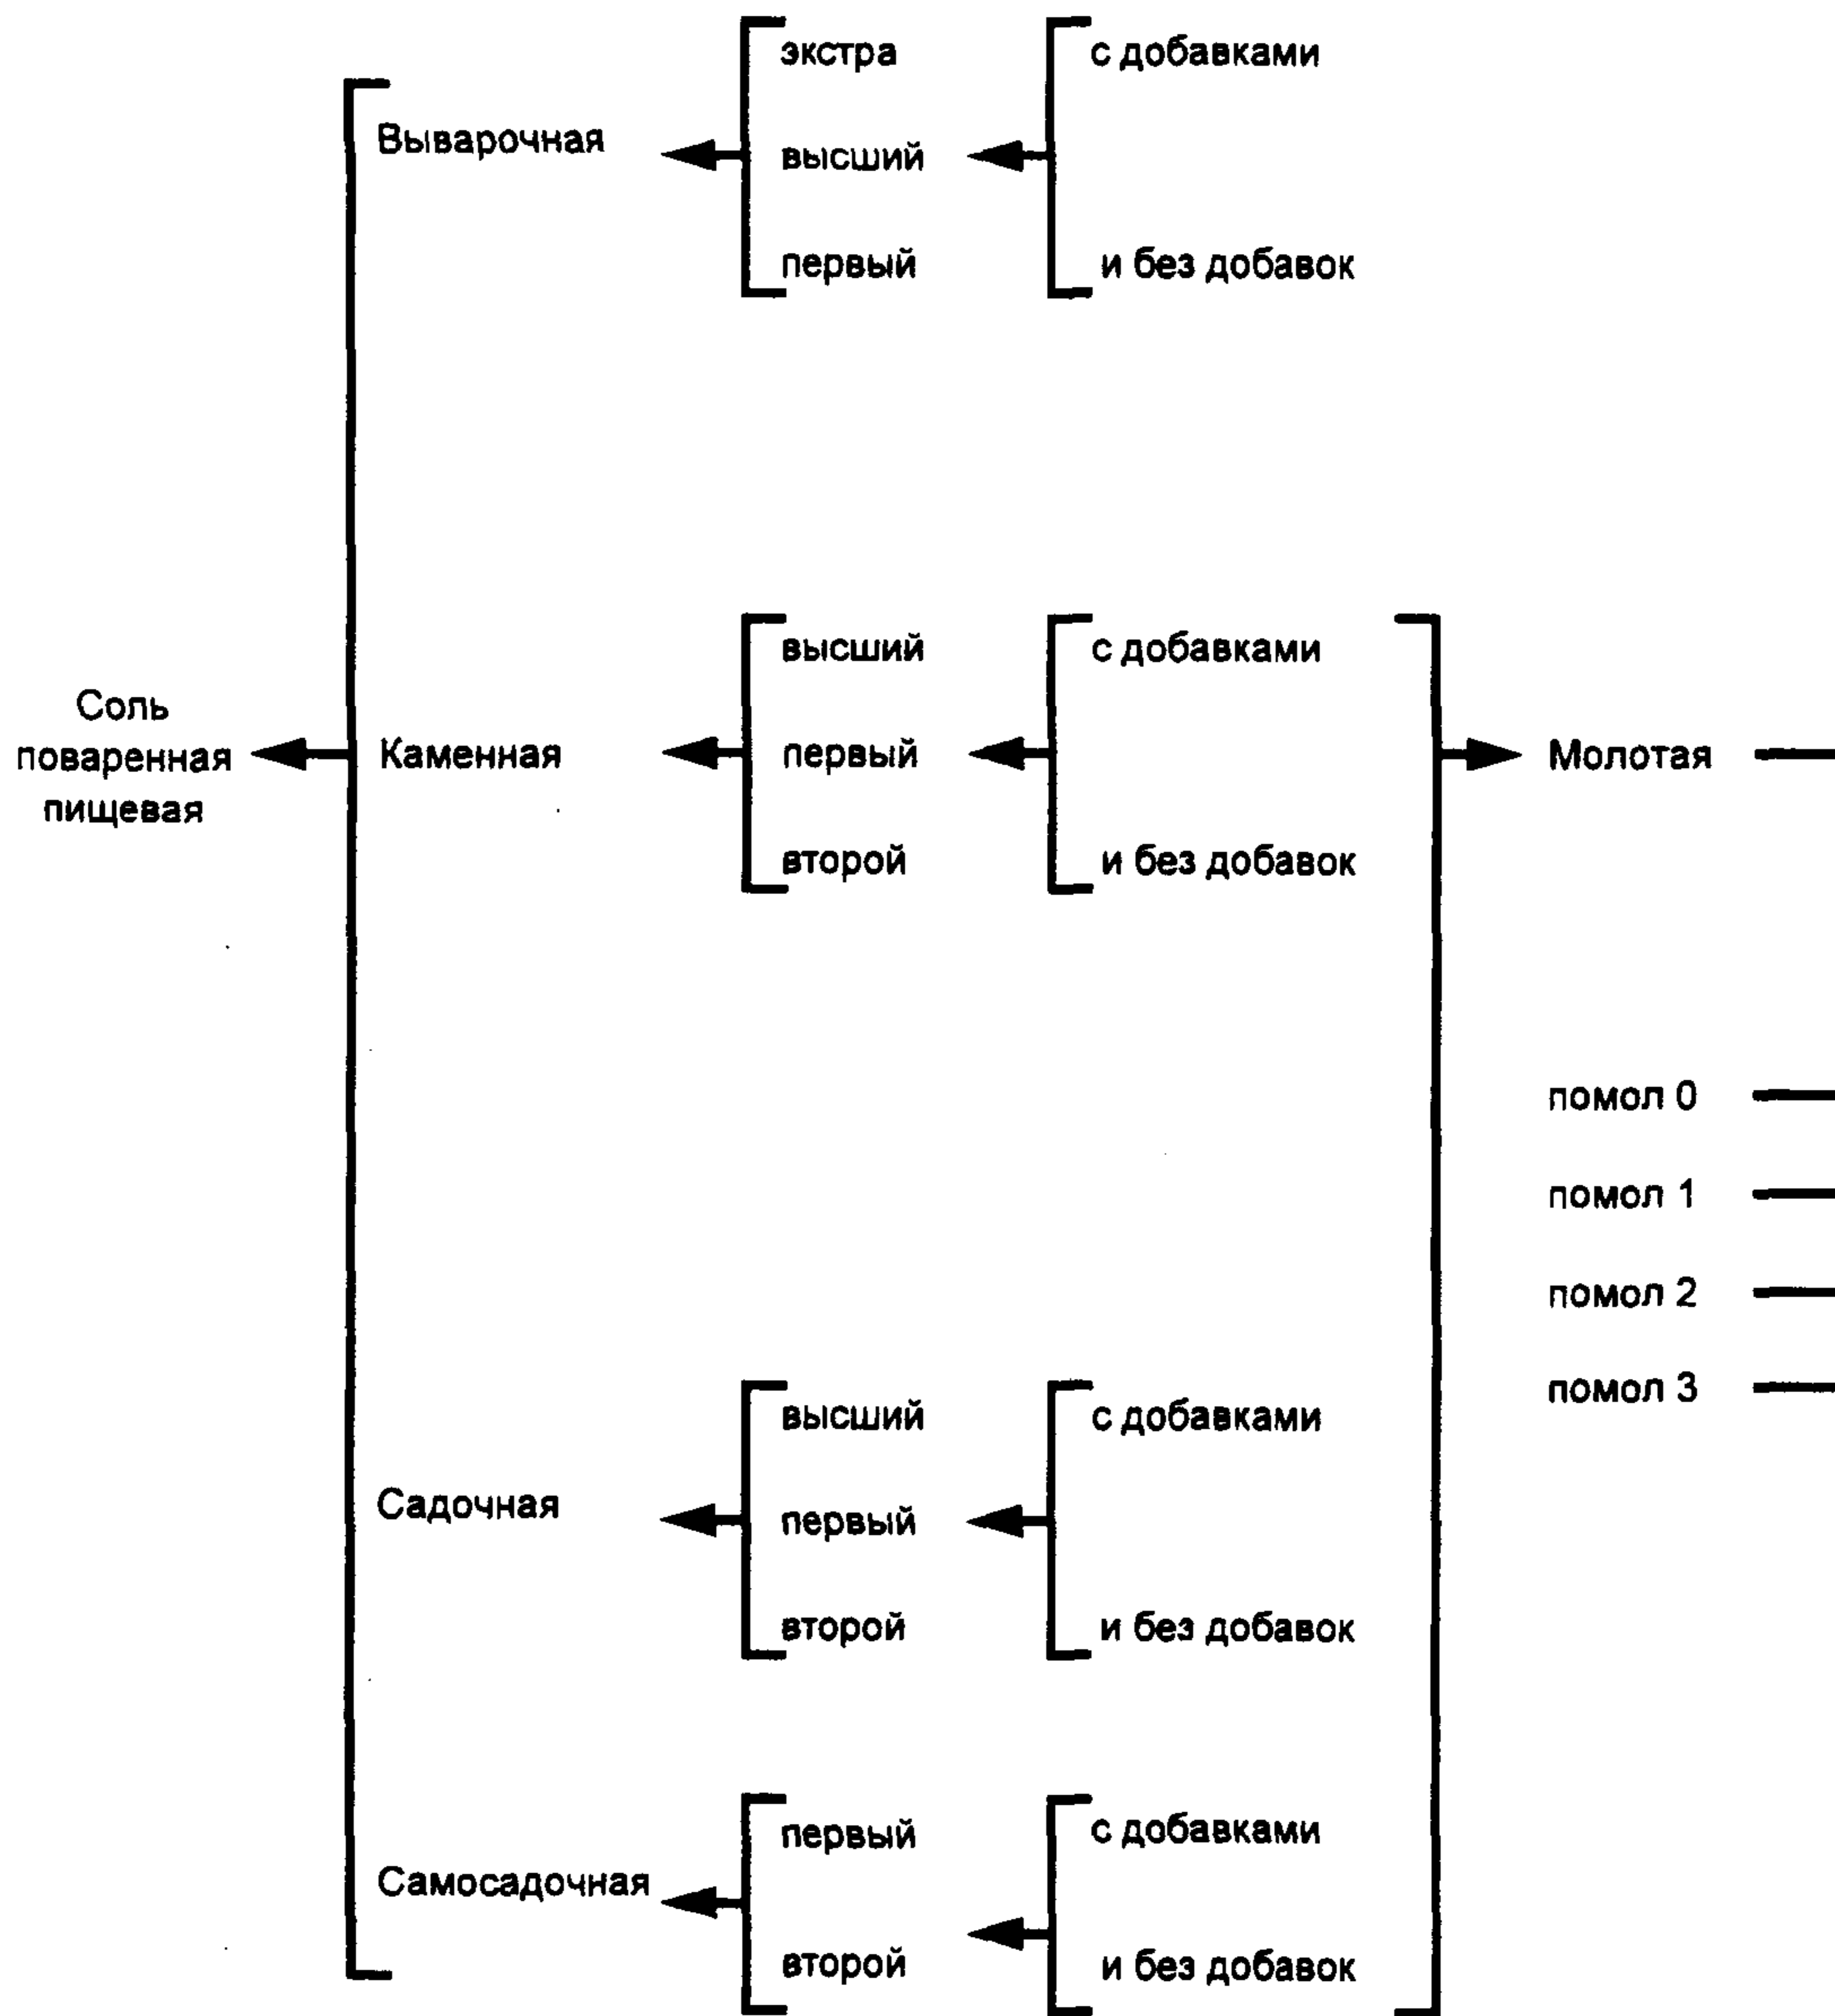 Соль
поваренная
пищевая
Выварочная
экстра
высший
первый
с добавками
и без добавок
Каменная
высший
первый
второй
с добавками
и без добавок
Садочная
высший
первый
второй
с добавками
и без добавок
Самосадочная
первый
второй
с добавками
и без добавок
Молотая
помол 0
помол 1
помол 2
помол 3